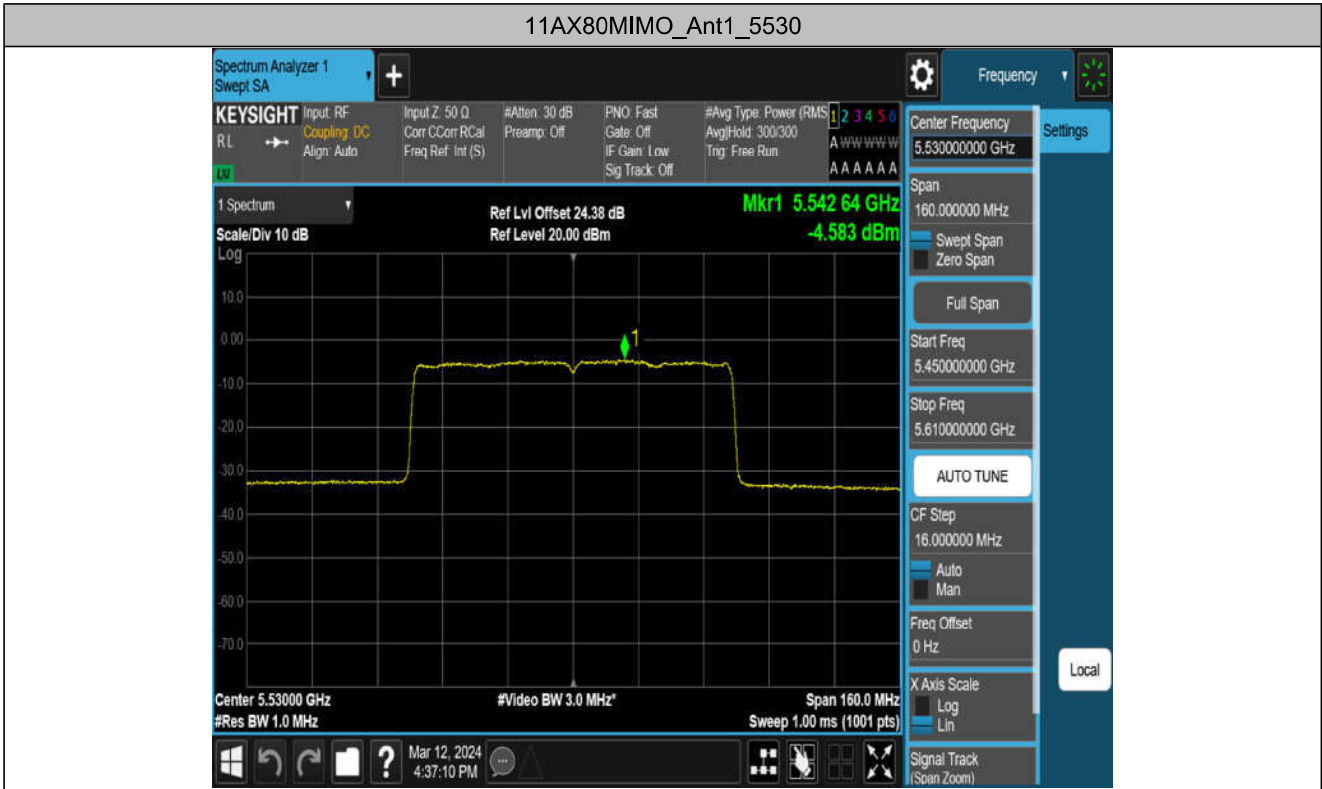 11AX80MIMO_Ant1_5530
Spectrum Analyzer 1
Swept SA
+
Frequency
KEYSIGHT
RL
LXI
Input: RF
Coupling: DC
Align: Auto
Input Z: 50 Ω
Corr CCorr RCal
Freq Ref: Int (S)
#Atten: 30 dB
Preamp: Off
PNO: Fast
Gate: Off
IF Gain: Low
Sig Track: Off
#Avg Type: Power (RMS
Avg|Hold: 300/300
Trig: Free Run
1 2 3 4 5 6
A W W W W W
A A A A A A
1 Spectrum
Scale/Div 10 dB
Log
Ref Lvl Offset 24.38 dB
Ref Level 20.00 dBm
Mkr1 5.542 64 GHz
-4.583 dBm
10.0
0.00
-10.0
-20.0
-30.0
-40.0
-50.0
-60.0
-70.0
1
Center 5.53000 GHz
#Res BW 1.0 MHz
#Video BW 3.0 MHz*
Span 160.0 MHz
Sweep 1.00 ms (1001 pts)
?
Mar 12, 2024
4:37:10 PM
Center Frequency
5.530000000 GHz
Settings
Span
160.000000 MHz
Swept Span
Zero Span
Full Span
Start Freq
5.450000000 GHz
Stop Freq
5.610000000 GHz
AUTO TUNE
CF Step
16.000000 MHz
Auto
Man
Freq Offset
0 Hz
Local
X Axis Scale
Log
Lin
Signal Track
(Span Zoom)